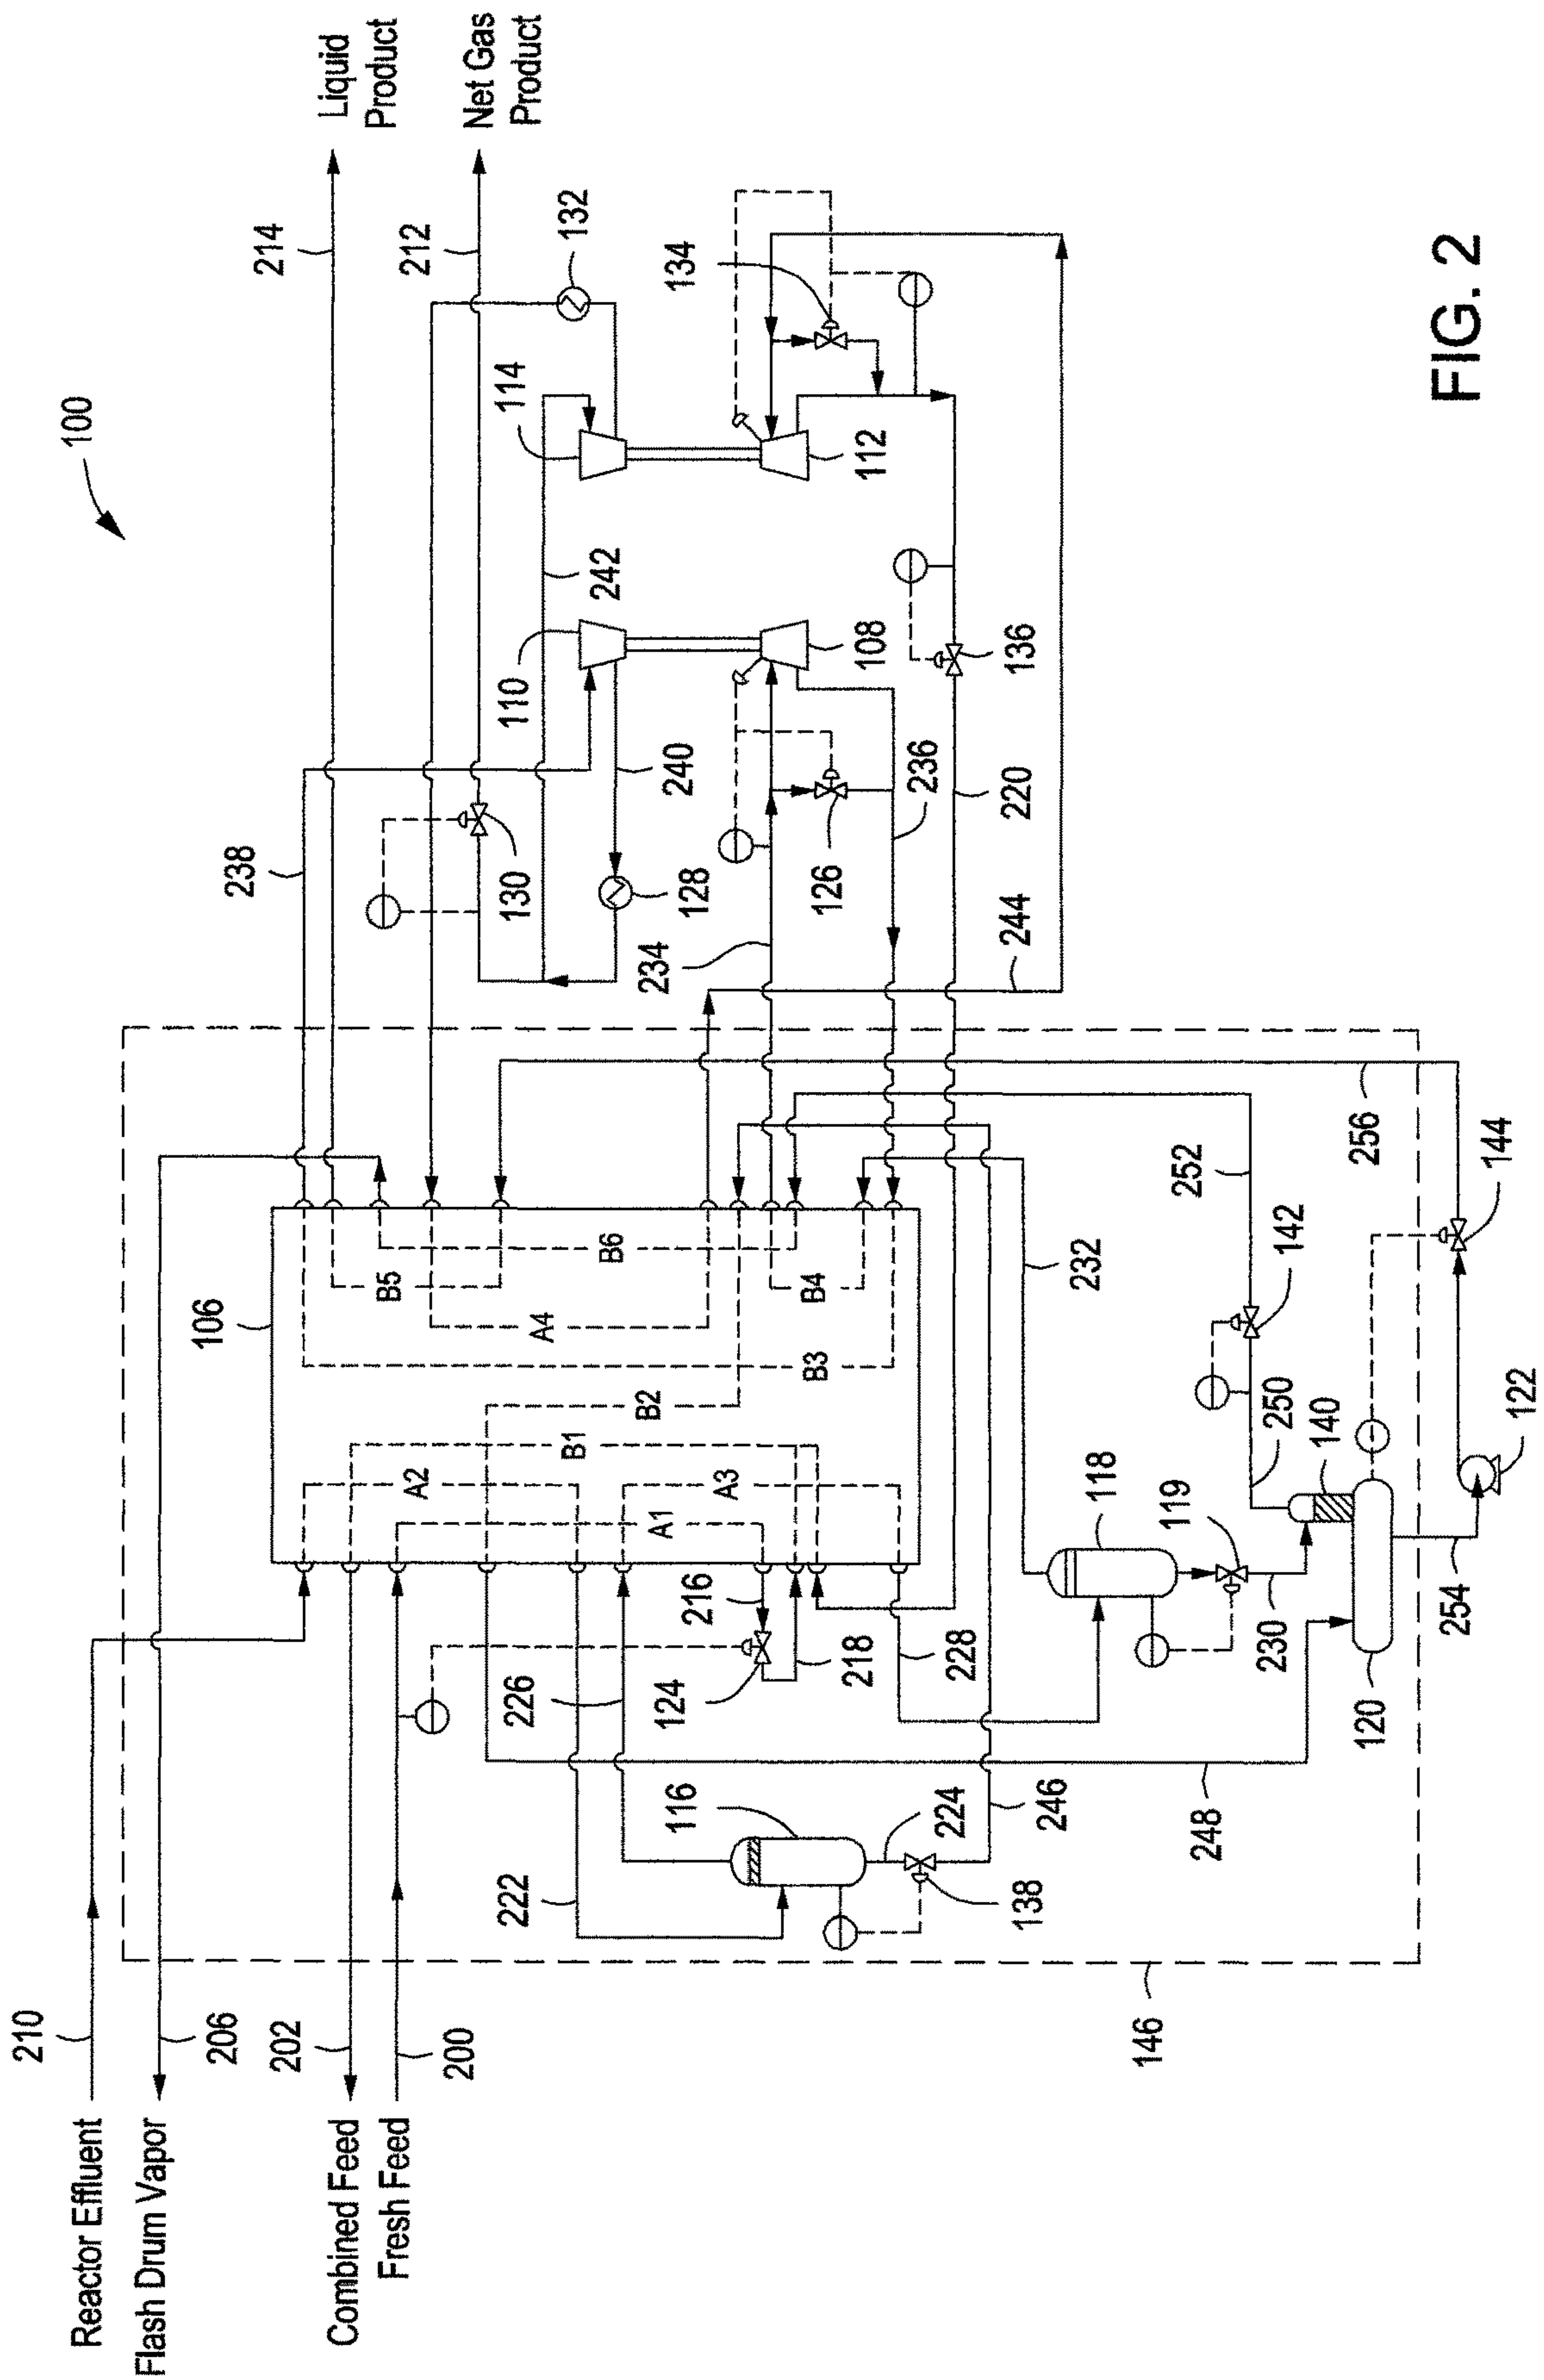 100
210
Reactor Effluent
Flash Drum Vapor
106
206
238
214
202
Liquid
Product
Combined Feed
B5
Fresh Feed
212
A2
200
Net Gas
Product
114
110
222
130
226
A4
B1
132
242
B6
B2
234
A1
124
240
116
134
128
216
A3
B4
B3
126
218
108
112
236
224
228
220
244
136
138
246
232
118
146
119
252
248
230
250
142
140
256
120
254
FIG. 2
144
122